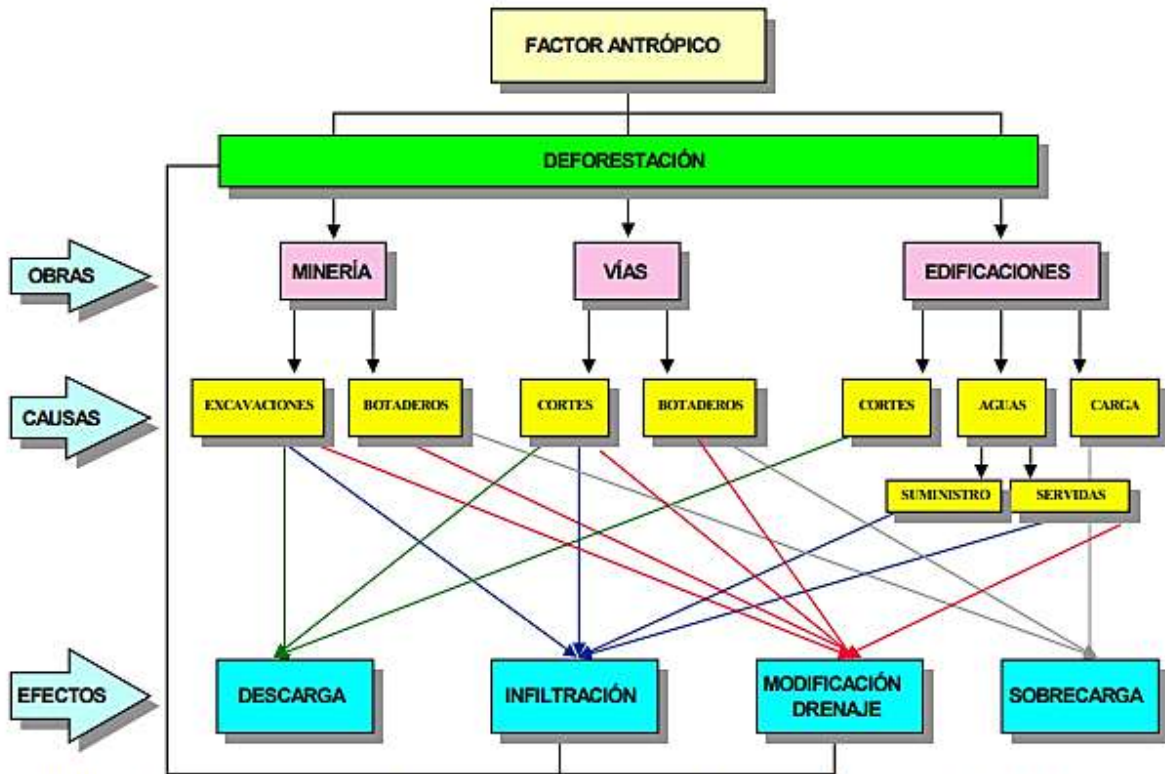 FACTOR ANTRÓPICO
DEFORESTACIÓN
OBRAS
MINERÍA
VÍAS
EDIFICACIONES
CAUSAS
EXCAVACIONES
BOTADEROS
CORTES
BOTADEROS
CORTES
AGUAS
CARGA
SUMINISTRO
SERVIDAS
EFECTOS
DESCARGA
INFILTRACIÓN
MODIFICACIÓN
DRENAJE
SOBRECARGA